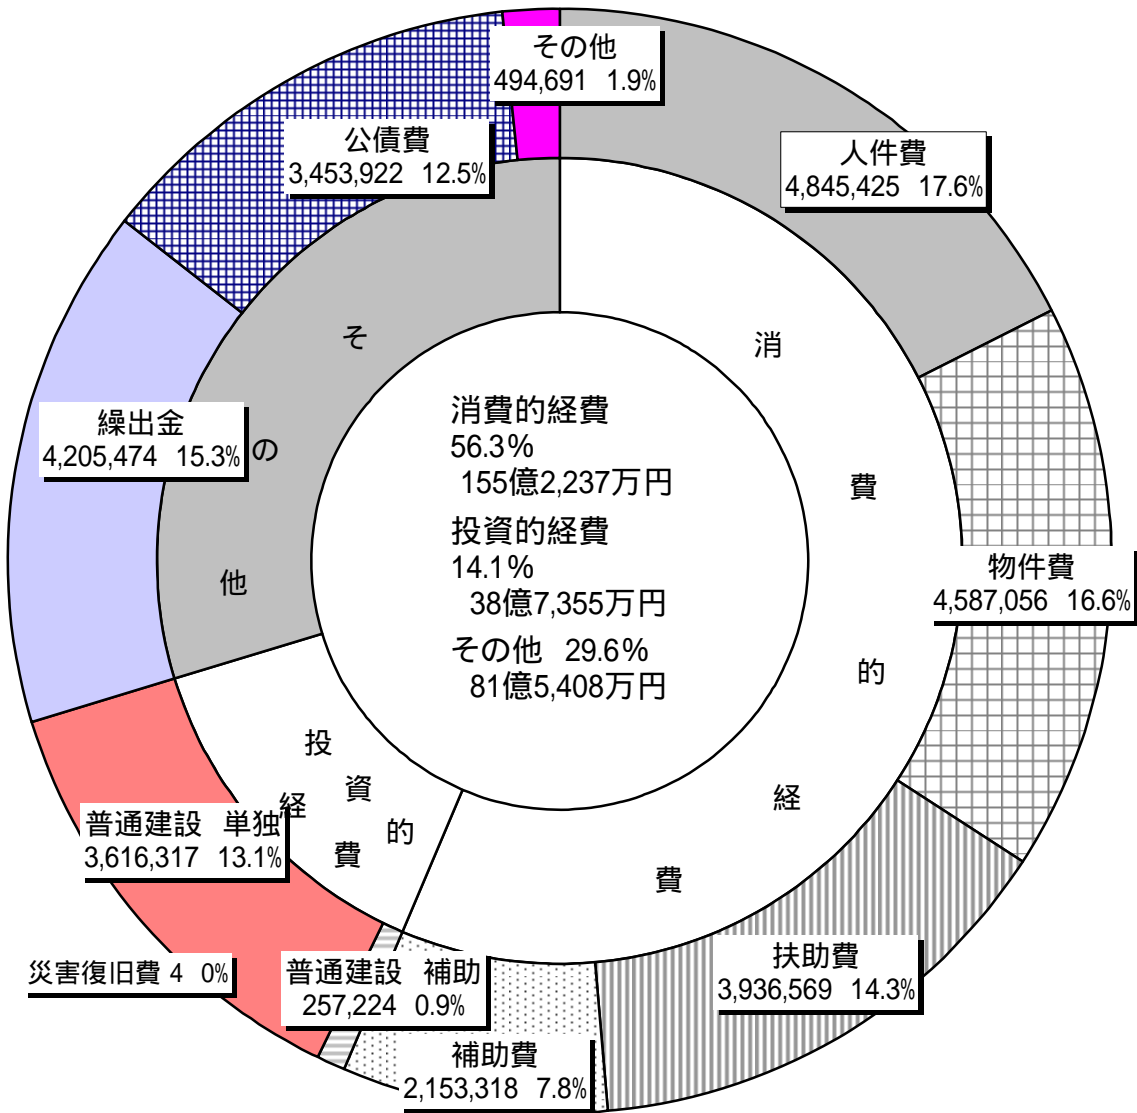 その他
494,691 1.9%
公債費
3,453,922 12.5%
人件費
4,845,425 17.6%
そ
の
他
消
費
的
経
費
繰出金
4,205,474 15.3%
消費的経費
56.3%
155億2,237万円
投資的経費
14.1%
38億7,355万円
その他 29.6%
81億5,408万円
物件費
4,587,056 16.6%
投
資
的
経
費
普通建設 単独
3,616,317 13.1%
扶助費
3,936,569 14.3%
災害復旧費 4 0%
普通建設 補助
257,224 0.9%
補助費
2,153,318 7.8%